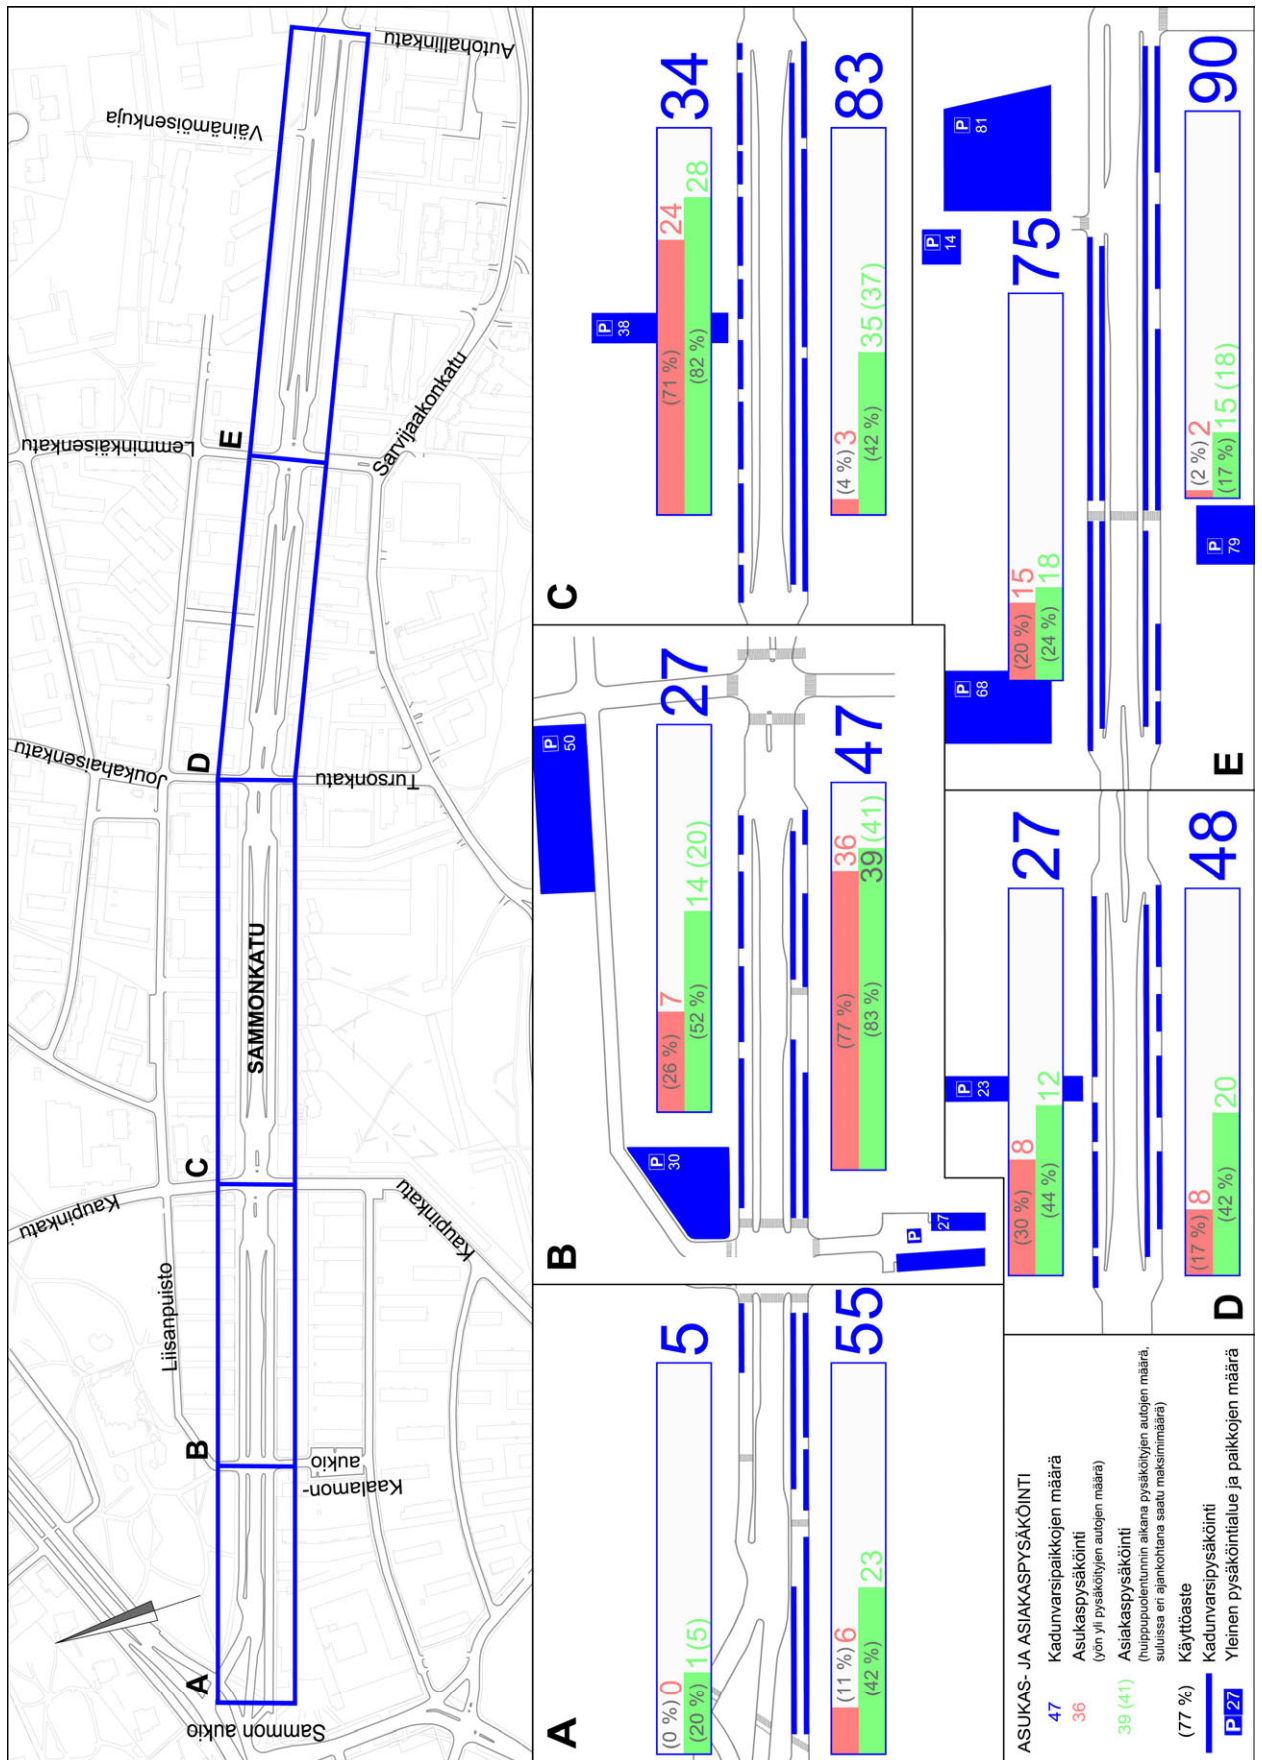 Sammon aukio
A
B
C
D
E
Liisanpuisto
Kaupinkatu
Kaupinkatu
Kaalamon-
aukio
SAMMONKATU
Joukahaisenkatu
Tursonkatu
Lemminkäisenkatu
Sarvijaakonkatu
Väinämöisenkuja
Autohallinkatu
A
(0 %) 0
(20 %) 1 (5)
5
(11 %) 6
(42 %) 23
55
B
P 30
P 50
P 27
(26 %) 7
(52 %) 14 (20)
27
(77 %) 36
(83 %) 39 (41)
47
C
P 38
(71 %) 24
(82 %) 28
34
(4 %) 3
(42 %) 35 (37)
83
D
P 23
(30 %) 8
(44 %) 12
27
(17 %) 8
(42 %) 20
48
E
P 68
P 14
P 81
P 79
(20 %) 15
(24 %) 18
75
(2 %) 2
(17 %) 15 (18)
90
ASUKAS- JA ASIAKASPYSÄKÖINTI
47 Kadunvarsipaikkojen määrä
36 Asukaspysäköinti
(yön yli pysäköityjen autojen määrä)
39 (41) Asiakaspysäköinti
(huippupuolentunnin aikana pysäköityjen autojen määrä,
suluissa eri ajankohtana saatu maksimimäärä)
(77 %) Käyttöaste
Kadunvarsipysäköinti
P 27 Yleinen pysäköintialue ja paikkojen määrä